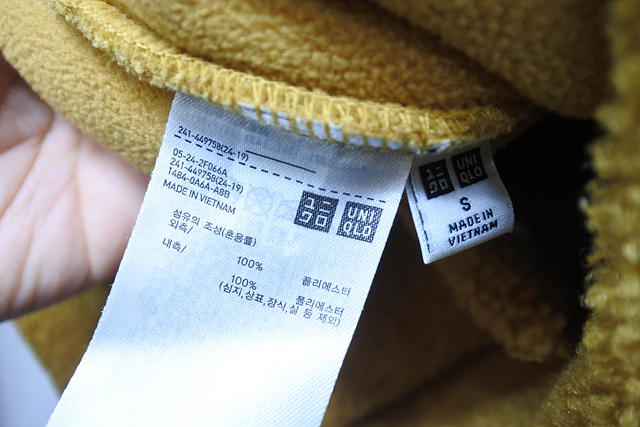 241-449758(24-19)
05-24-2F066A
241-449758(24-19)
1484-0A6A-A8B
MADE IN VIETNAM
ユニクロ
UNI
QLO
섬유의 조성(혼용률)
외측/
100% 폴리에스터
내측/
100% 폴리에스터
(심지,상표,장식,실 등 제외)
ユニクロ
UNI
QLO
S
MADE IN
VIETNAM